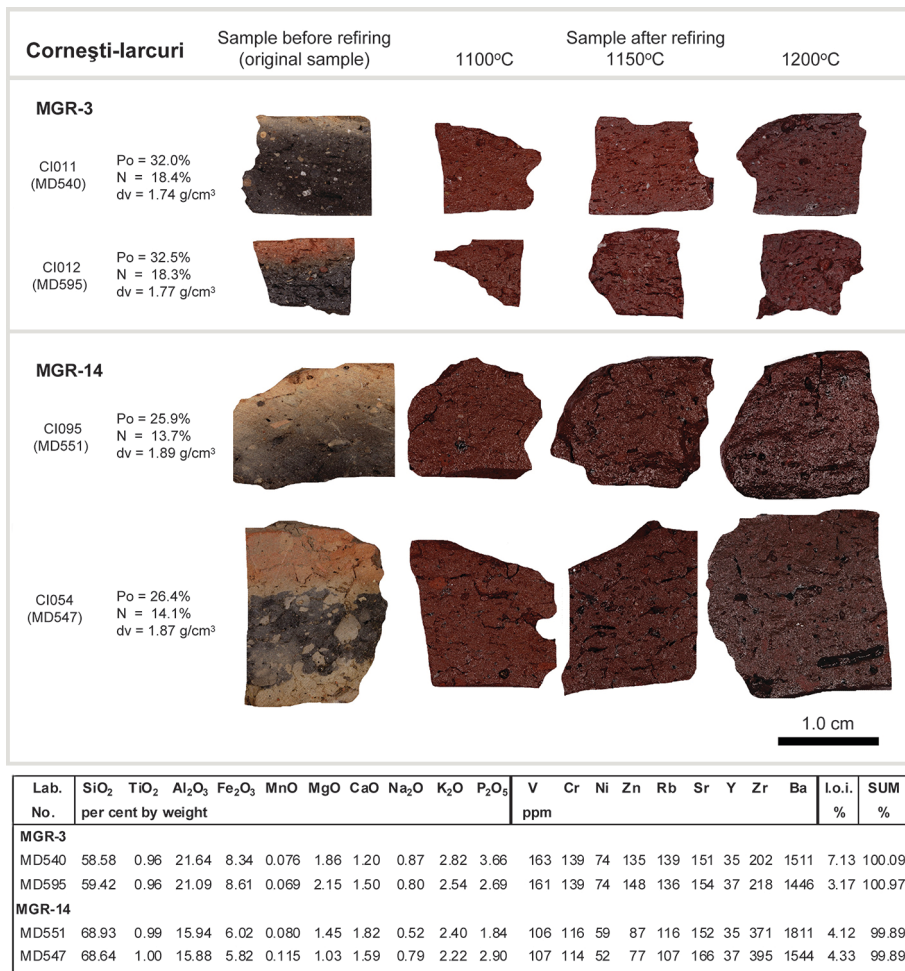 Corneşti-Iarcuri
Sample before refiring
(original sample)
Sample after refiring
1100°C 1150°C 1200°C
MGR-3
CI011
(MD540)
Po = 32.0%
N = 18.4%
dv = 1.74 g/cm³
CI012
(MD595)
Po = 32.5%
N = 18.3%
dv = 1.77 g/cm³
MGR-14
CI095
(MD551)
Po = 25.9%
N = 13.7%
dv = 1.89 g/cm³
CI054
(MD547)
Po = 26.4%
N = 14.1%
dv = 1.87 g/cm³
1.0 cm
Lab. SiO₂ TiO₂ Al₂O₃ Fe₂O₃ MnO MgO CaO Na₂O K₂O P₂O₅ V Cr Ni Zn Rb Sr Y Zr Ba l.o.i. SUM
No. per cent by weight ppm % %
MGR-3
MD540 58.58 0.96 21.64 8.34 0.076 1.86 1.20 0.87 2.82 3.66 163 139 74 135 139 151 35 202 1511 7.13 100.09
MD595 59.42 0.96 21.09 8.61 0.069 2.15 1.50 0.80 2.54 2.69 161 139 74 148 136 154 37 218 1446 3.17 100.97
MGR-14
MD551 68.93 0.99 15.94 6.02 0.080 1.45 1.82 0.52 2.40 1.84 106 116 59 87 116 152 35 371 1811 4.12 99.89
MD547 68.64 1.00 15.88 5.82 0.115 1.03 1.59 0.79 2.22 2.90 107 114 52 77 107 166 37 395 1544 4.33 99.89